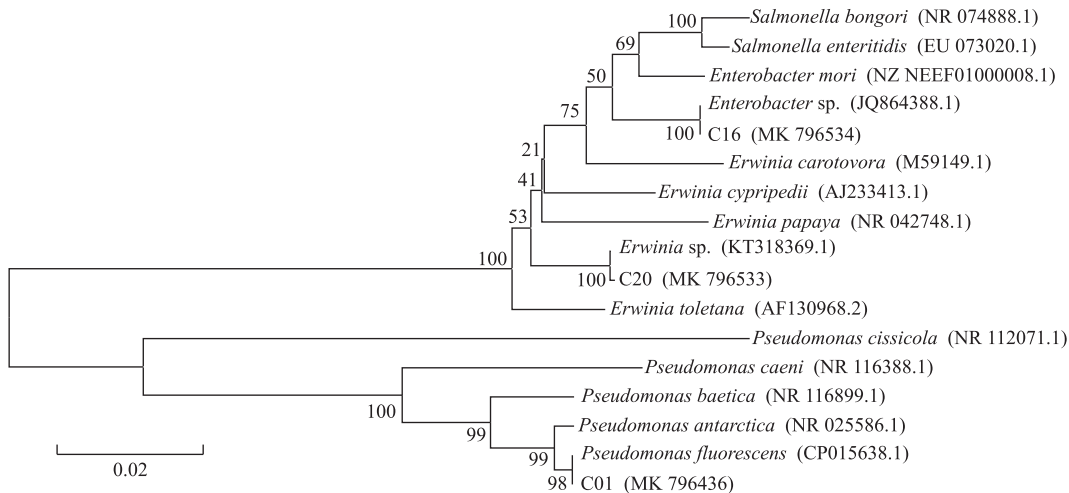 100
Salmonella bongori (NR 074888.1)
Salmonella enteritidis (EU 073020.1)
69
Enterobacter mori (NZ NEEF01000008.1)
50
Enterobacter sp. (JQ864388.1)
100
C16 (MK 796534)
75
Erwinia carotovora (M59149.1)
21
Erwinia cypripedii (AJ233413.1)
41
Erwinia papaya (NR 042748.1)
53
Erwinia sp. (KT318369.1)
100
100
C20 (MK 796533)
Erwinia toletana (AF130968.2)
Pseudomonas cissicola (NR 112071.1)
Pseudomonas caeni (NR 116388.1)
100
Pseudomonas baetica (NR 116899.1)
99
Pseudomonas antarctica (NR 025586.1)
99
Pseudomonas fluorescens (CP015638.1)
98
C01 (MK 796436)
0.02